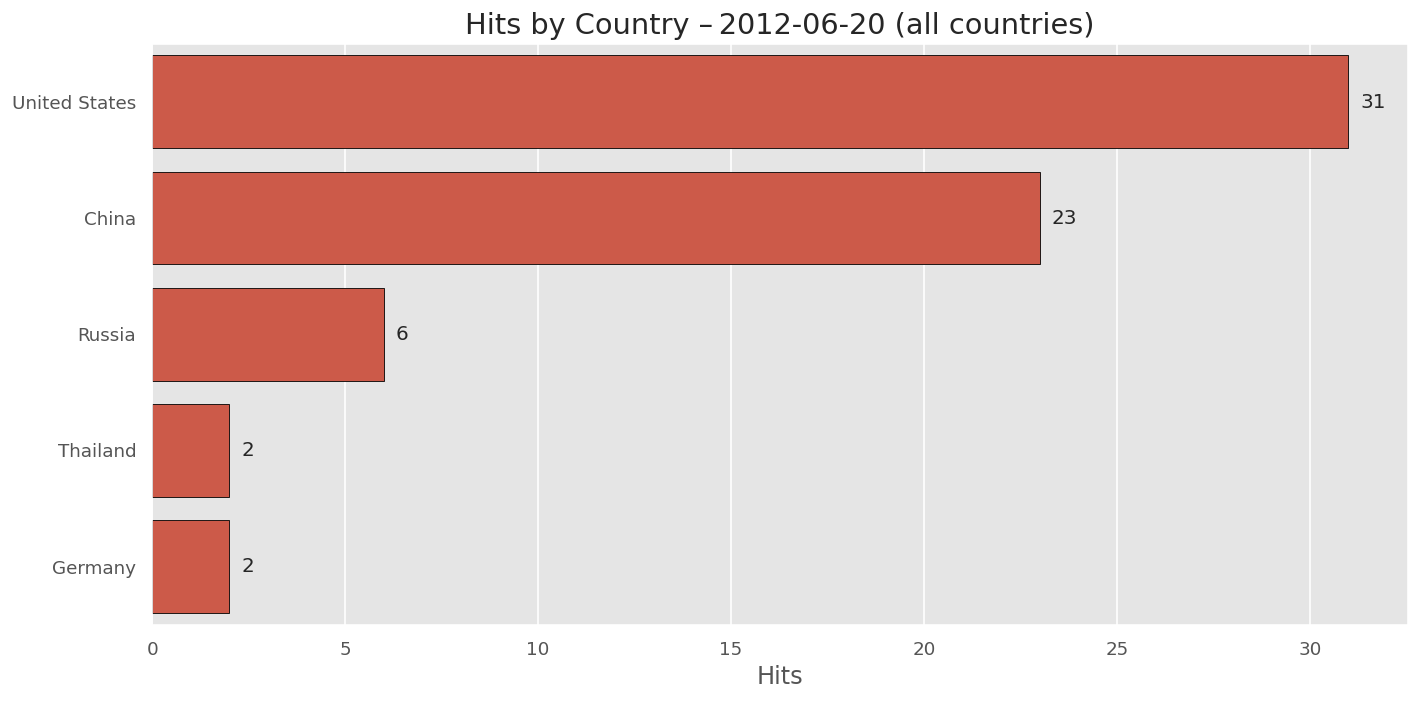 Hits by Country – 2012-06-20 (all countries)
United States 31
China 23
Russia 6
Thailand 2
Germany 2
0 5 10 15 20 25 30
Hits